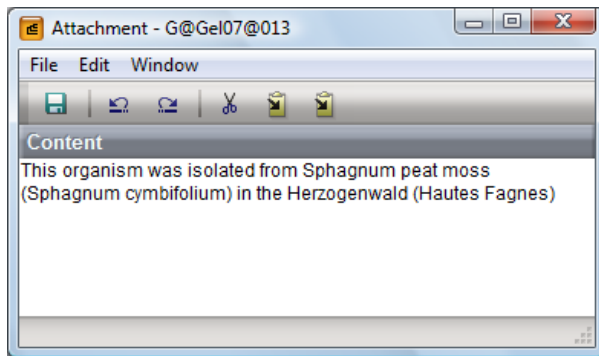 Attachment - G@Gel07@013
File Edit Window
Content
This organism was isolated from Sphagnum peat moss
(Sphagnum cymbifolium) in the Herzogenwald (Hautes Fagnes)